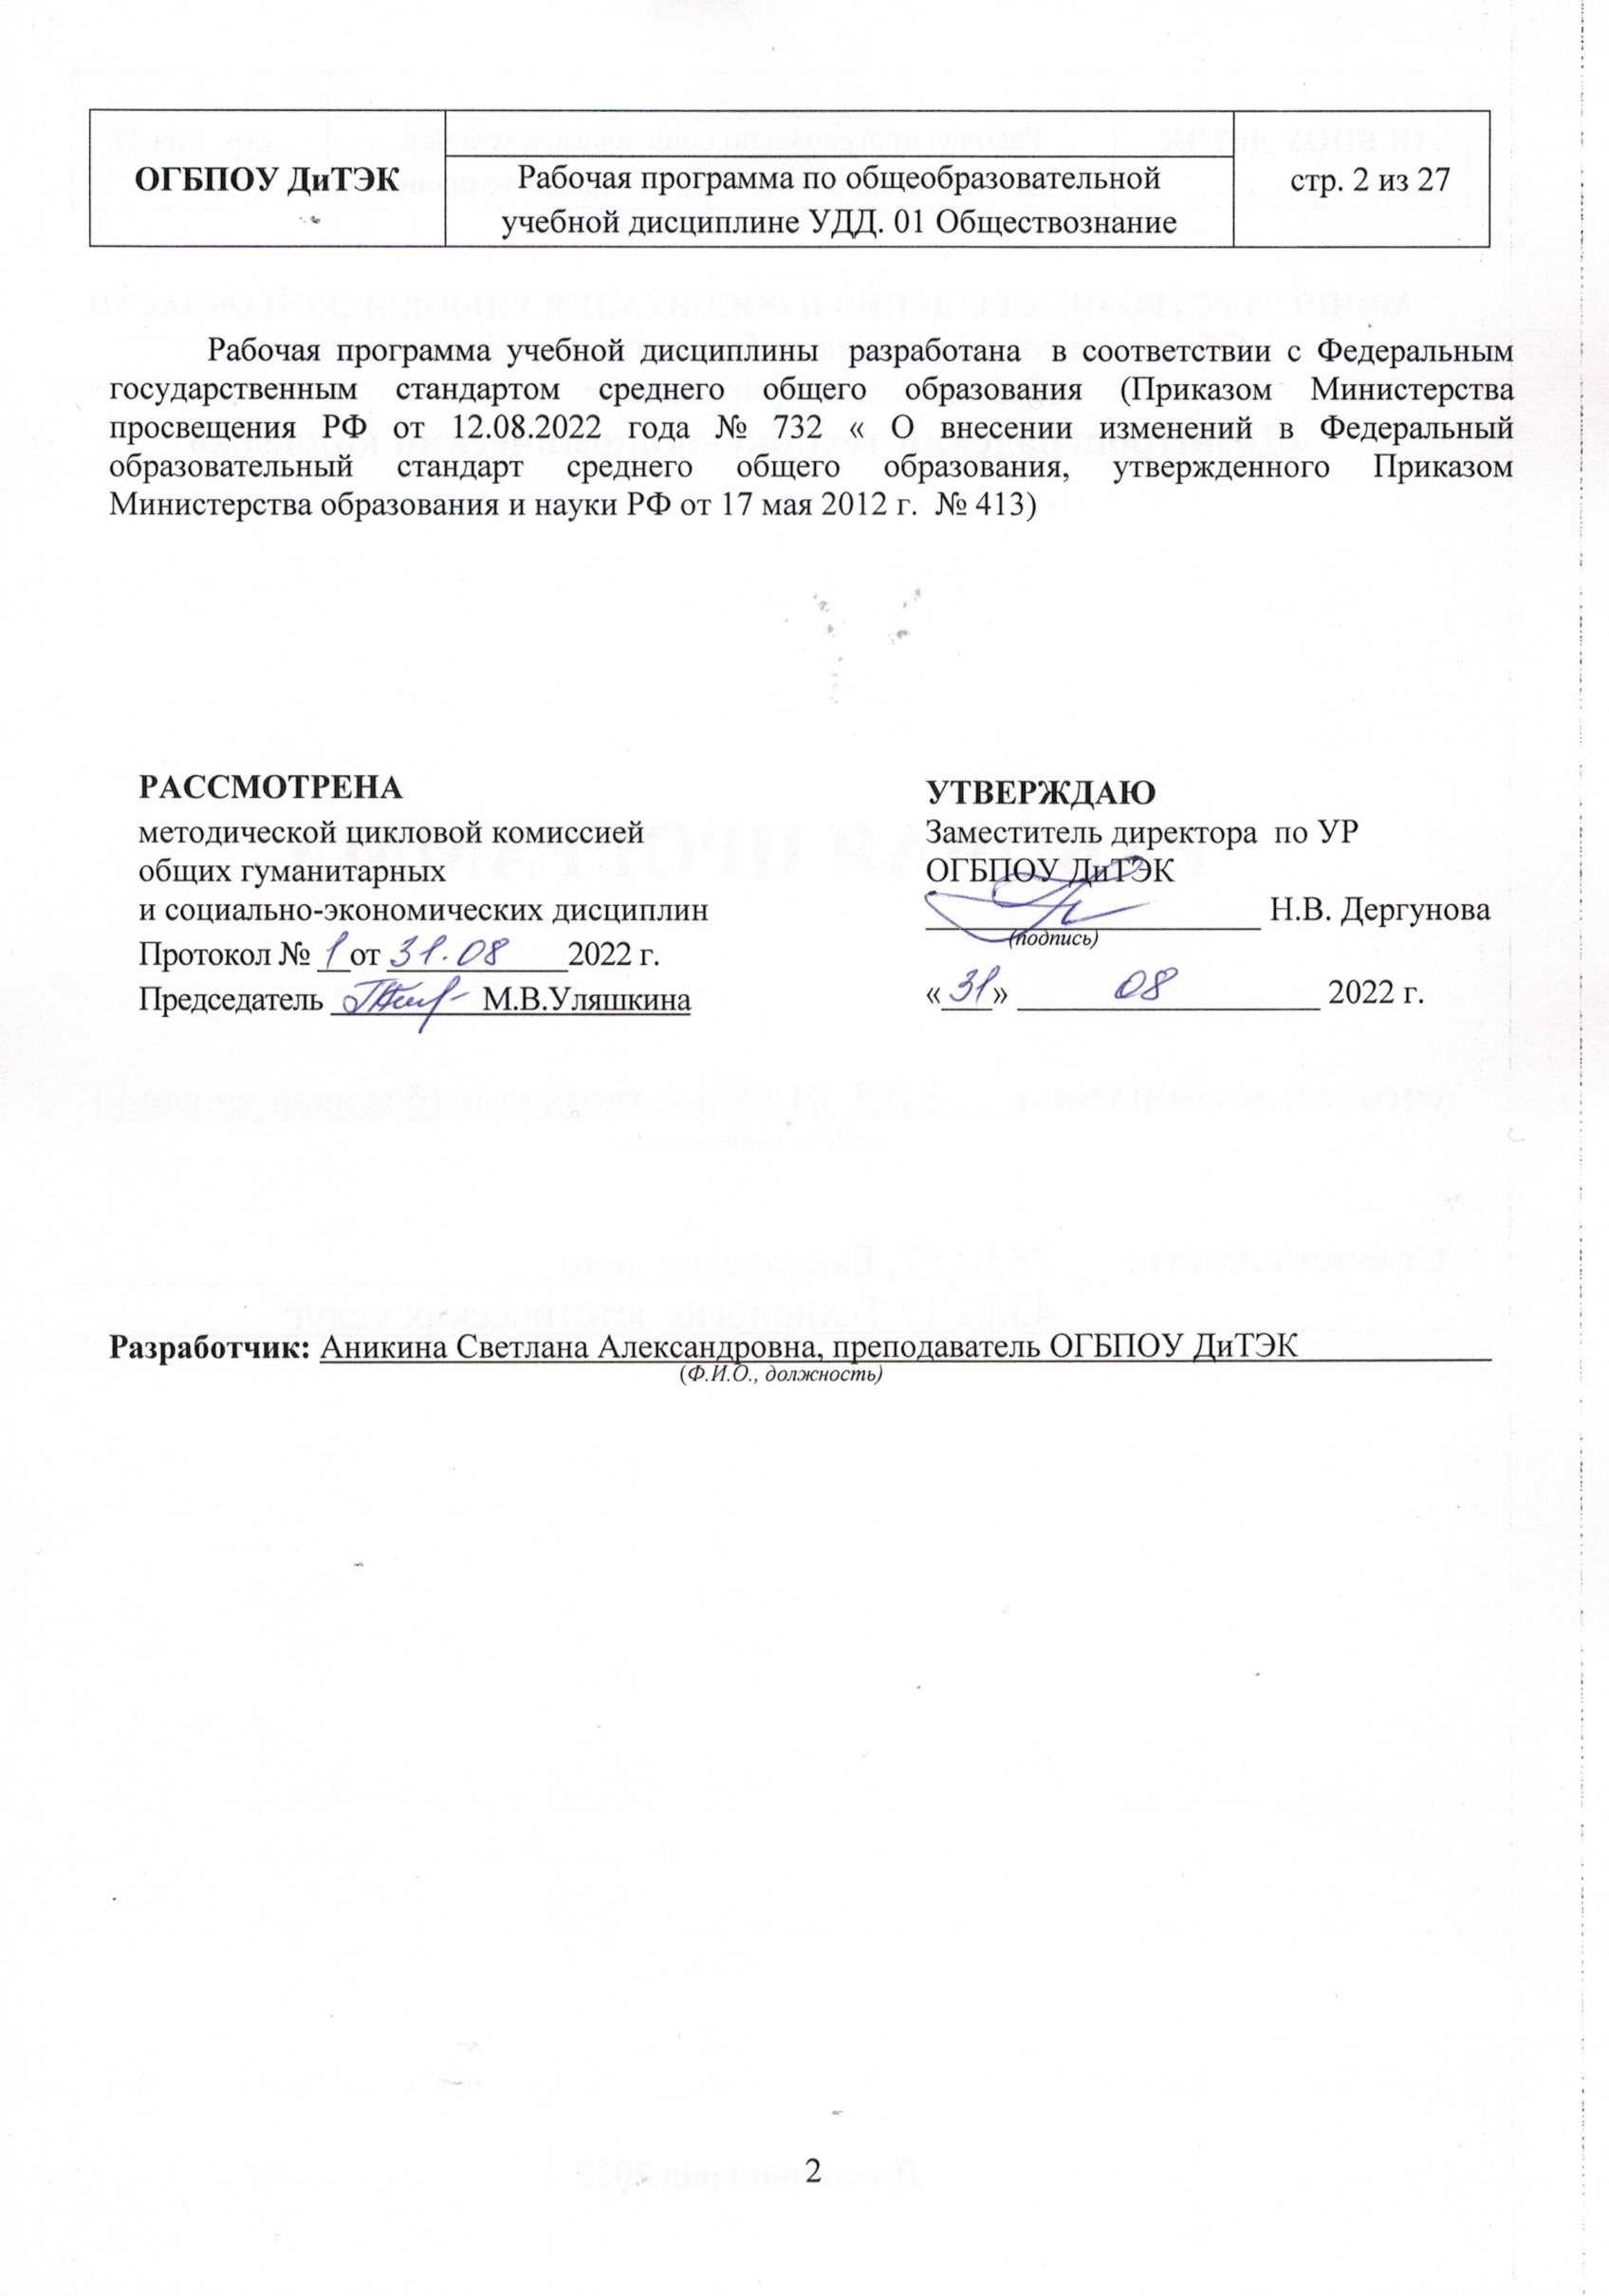 ОГБПОУ ДиТЭК
Рабочая программа по общеобразовательной
учебной дисциплине УДД. 01 Обществознание
стр. 2 из 27
Рабочая программа учебной дисциплины разработана в соответствии с Федеральным
государственным стандартом среднего общего образования (Приказом Министерства
просвещения РФ от 12.08.2022 года № 732 « О внесении изменений в Федеральный
образовательный стандарт среднего общего образования, утвержденного Приказом
Министерства образования и науки РФ от 17 мая 2012 г. № 413)
РАССМОТРЕНА
методической цикловой комиссией
общих гуманитарных
и социально-экономических дисциплин
Протокол № 1 от 31.08 2022 г.
Председатель М.В.Уляшкина
УТВЕРЖДАЮ
Заместитель директора по УР
ОГБПОУ ДиТЭК
Н.В. Дергунова
(подпись)
«31» 08 2022 г.
Разработчик: Аникина Светлана Александровна, преподаватель ОГБПОУ ДиТЭК
(Ф.И.О., должность)
2